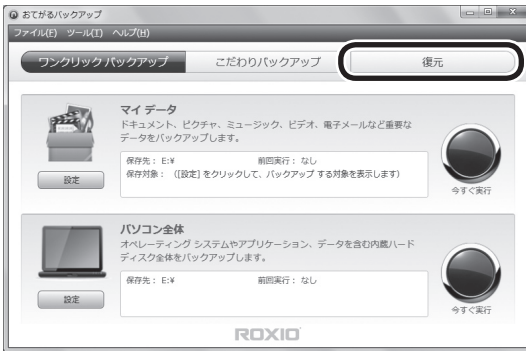 おてがるバックアップ
ファイル(F) ツール(T) ヘルプ(H)
ワンクリック バックアップ こだわりバックアップ 復元
マイ データ
ドキュメント、ピクチャ、ミュージック、ビデオ、電子メールなど重要な
データをバックアップします。
保存先： E:¥ 前回実行： なし
保存対象： （[設定] をクリックして、バックアップ する対象を表示します）
設定
今すぐ実行
パソコン全体
オペレーティング システムやアプリケーション、データを含む内蔵ハード
ディスク全体をバックアップします。
保存先： E:¥ 前回実行： なし
設定
今すぐ実行
ROXIO